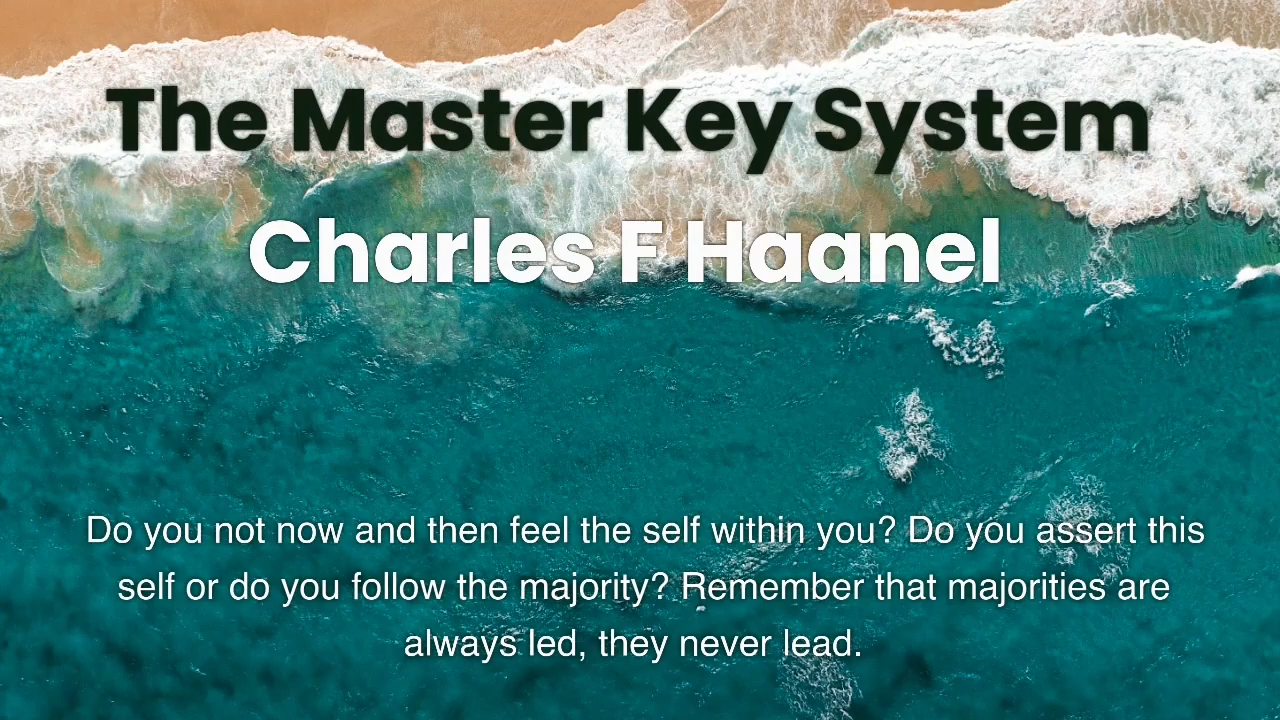 The Master Key System
Charles F Haanel
Do you not now and then feel the self within you? Do you assert this
self or do you follow the majority? Remember that majorities are
always led, they never lead.